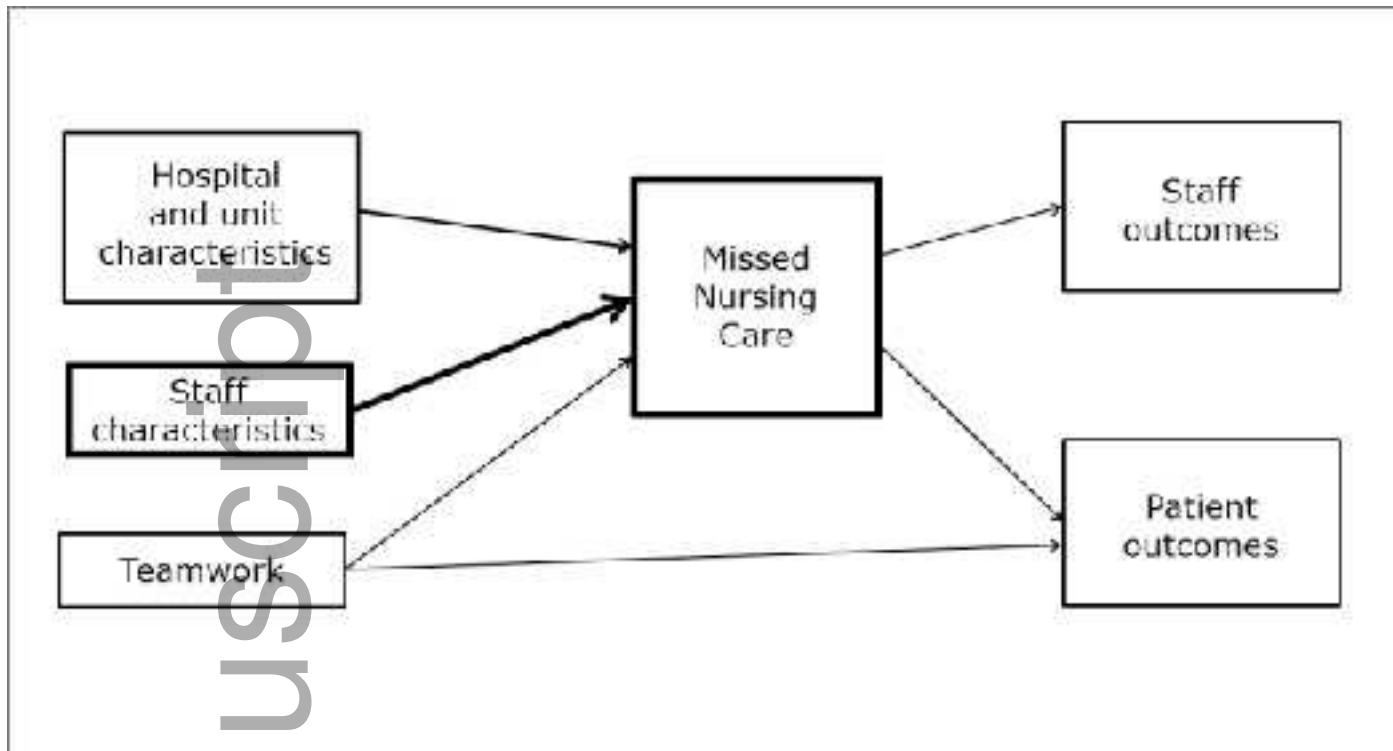 Hospital
and unit
characteristics
Staff
characteristics
Teamwork
Missed
Nursing
Care
Staff
outcomes
Patient
outcomes
uscript